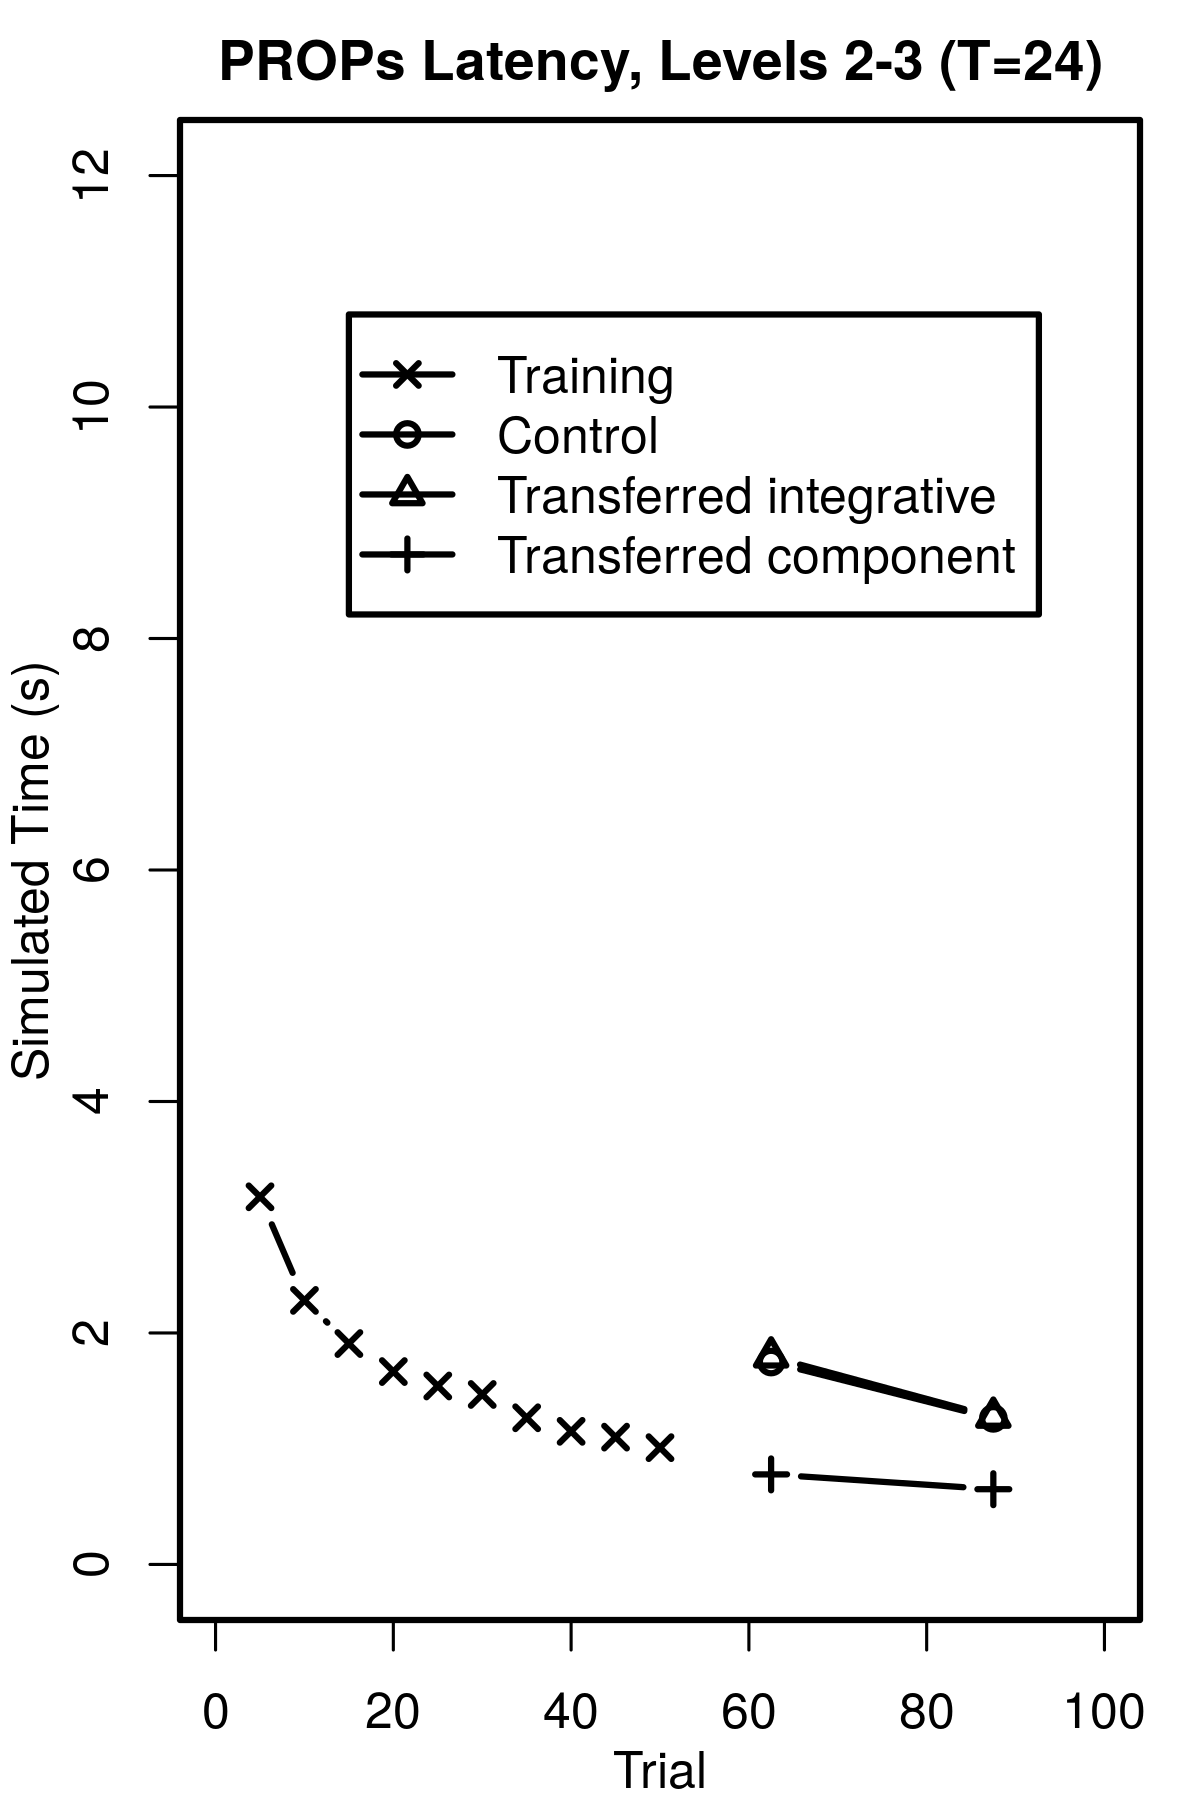 PROPs Latency, Levels 2-3 (T=24)
12
10
8
6
4
2
0
Simulated Time (s)
Training
Control
Transferred integrative
Transferred component
0 20 40 60 80 100
Trial